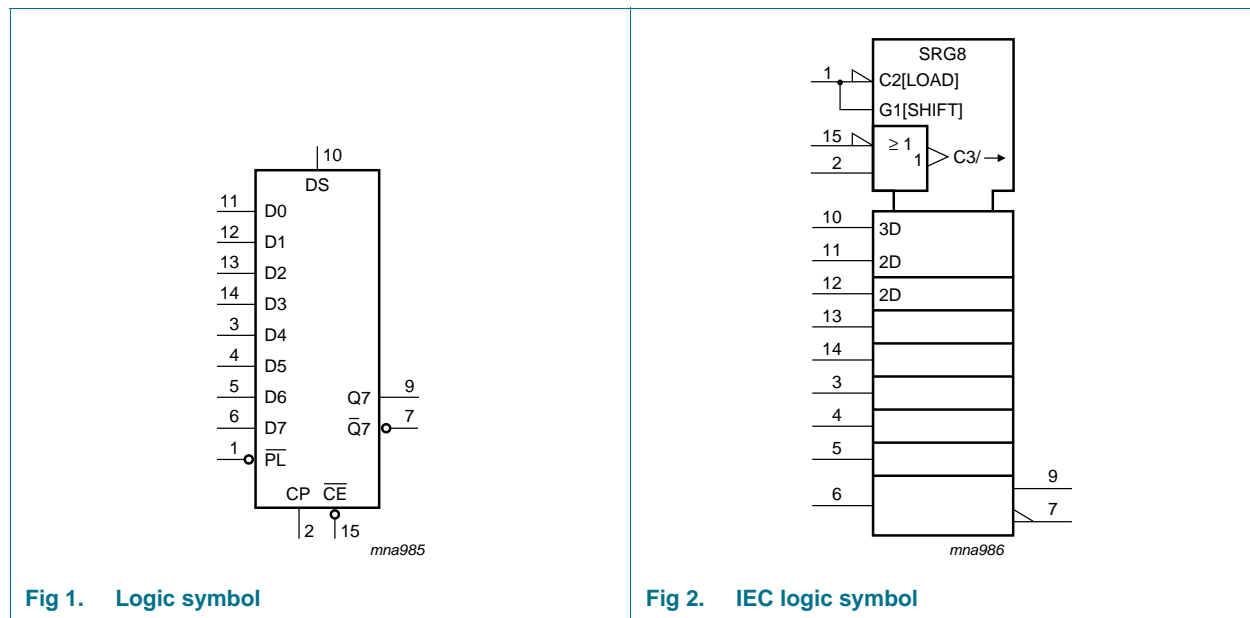 10
DS
11 D0
12 D1
13 D2
14 D3
3 D4
4 D5
5 D6 Q7 9
6 D7 Q̅7 7
1 P̅L̅
CP C̅E̅
2 15
mna985
Fig 1. Logic symbol
SRG8
1 C2[LOAD]
G1[SHIFT]
15 ≥ 1
2 1 C3/→
10 3D
11 2D
12 2D
13
14
3
4
5
6 9
7
mna986
Fig 2. IEC logic symbol